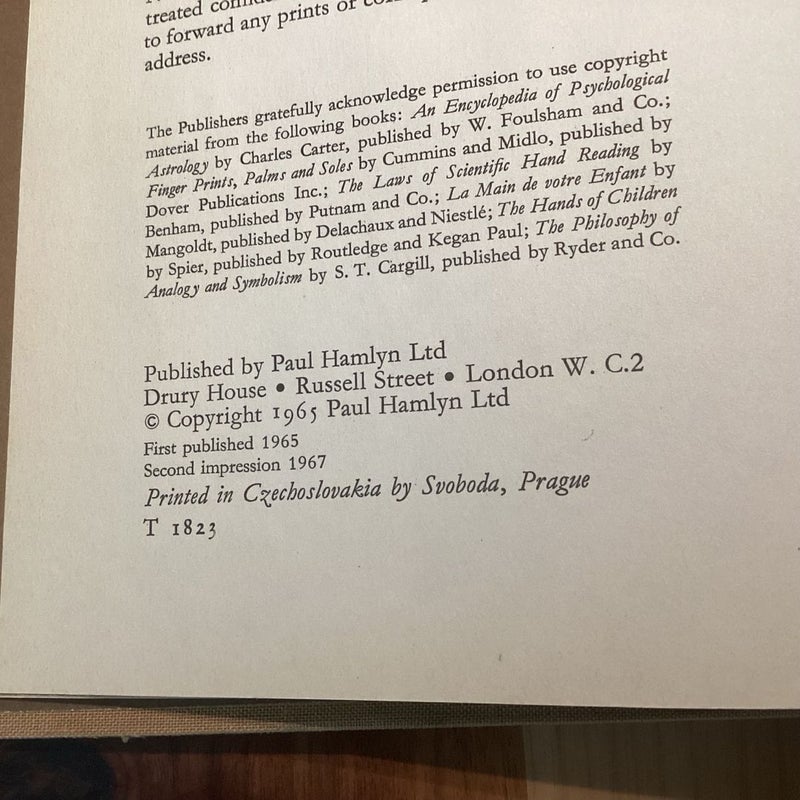 treated
to forward any prints or
address.
The Publishers gratefully acknowledge permission to use copyright
material from the following books: An Encyclopedia of Psychological
Astrology by Charles Carter, published by W. Foulsham and Co.;
Finger Prints, Palms and Soles by Cummins and Midlo, published by
Dover Publications Inc.; The Laws of Scientific Hand Reading by
Benham, published by Putnam and Co.; La Main de votre Enfant by
Mangoldt, published by Delachaux and Niestlé; The Hands of Children
by Spier, published by Routledge and Kegan Paul; The Philosophy of
Analogy and Symbolism by S. T. Cargill, published by Ryder and Co.
Published by Paul Hamlyn Ltd
Drury House • Russell Street • London W. C.2
© Copyright 1965 Paul Hamlyn Ltd
First published 1965
Second impression 1967
Printed in Czechoslovakia by Svoboda, Prague
T 1823